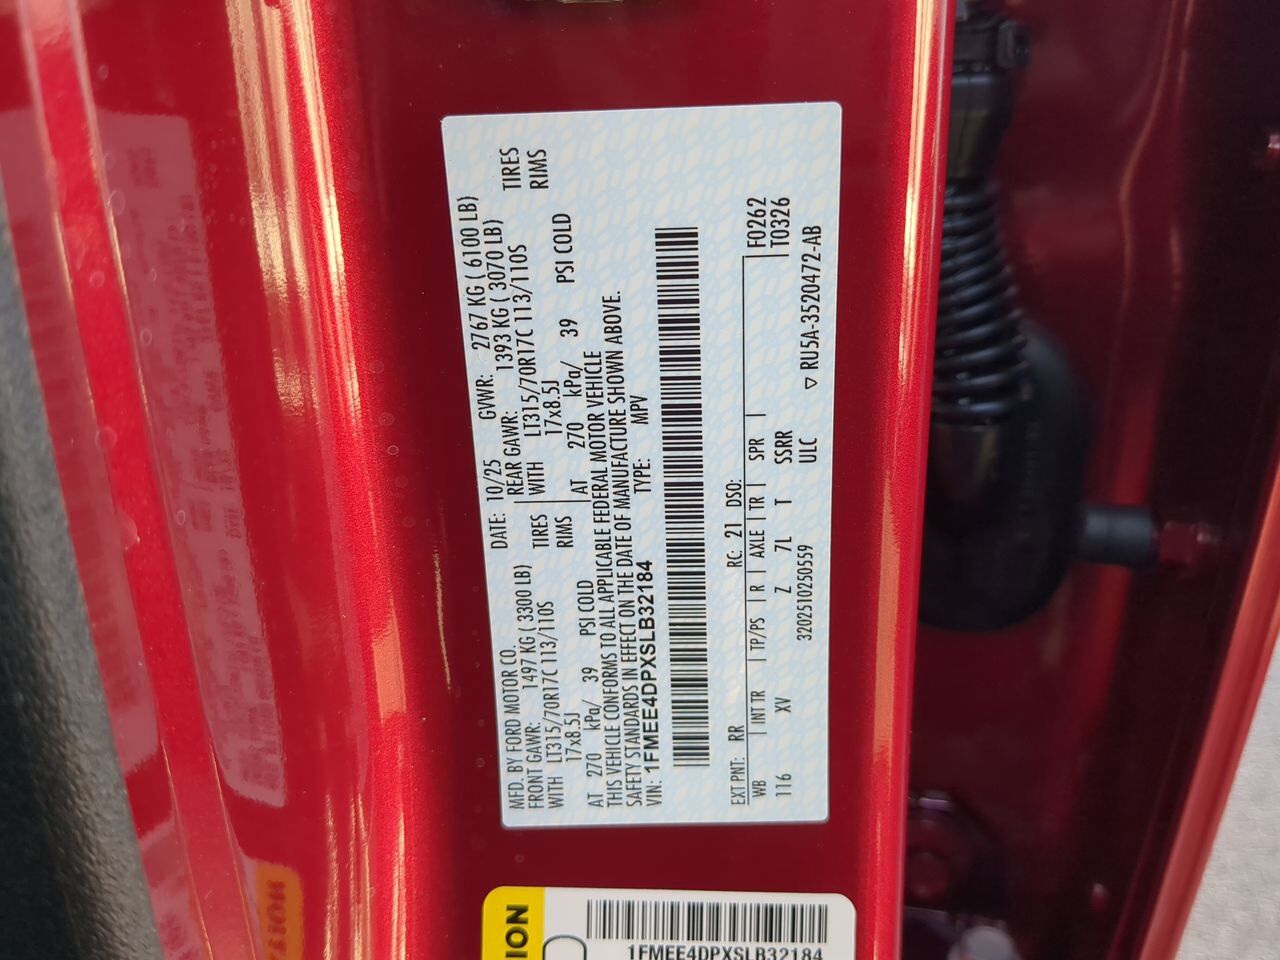 MFD. BY FORD MOTOR CO.
DATE: 10/25 GVWR: 2767 KG ( 6100 LB)
FRONT GAWR: 1497 KG ( 3300 LB)
REAR GAWR: 1393 KG ( 3070 LB)
WITH LT315/70R17C 113/110S TIRES
WITH LT315/70R17C 113/110S TIRES
17x8.5J RIMS
17x8.5J RIMS
AT 270 kPa/ 39 PSI COLD
AT 270 kPa/ 39 PSI COLD
THIS VEHICLE CONFORMS TO ALL APPLICABLE FEDERAL MOTOR VEHICLE
SAFETY STANDARDS IN EFFECT ON THE DATE OF MANUFACTURE SHOWN ABOVE.
VIN: 1FMEE4DPXSLB32184 TYPE: MPV
EXT PNT: RR RC: 21 DSO: F0262
WB INT TR TP/PS R AXLE TR SPR T0326
116 XV Z 7L T SSRR
320251025059 ULC ▽ RU5A-3520472-AB
ION
1FMEE4DPXSLB32184